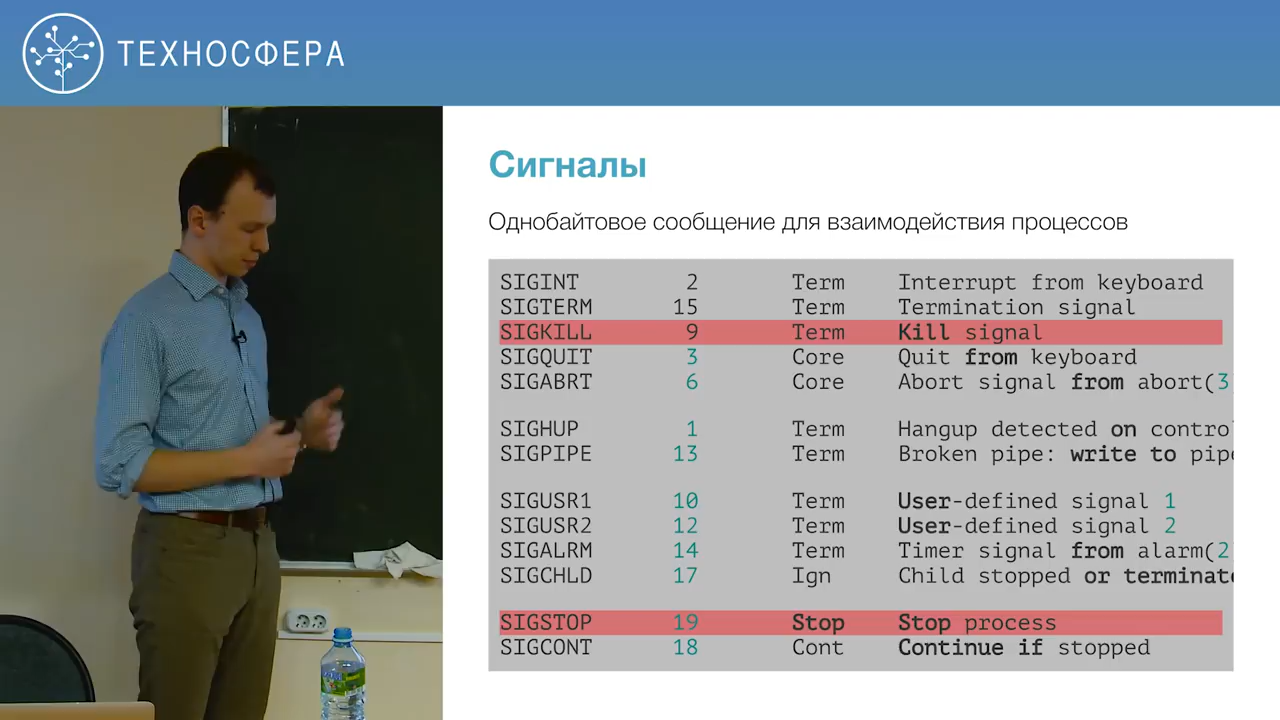 ТЕХНОСФЕРА
Сигналы
Однобайтовое сообщение для взаимодействия процессов
SIGINT 2 Term Interrupt from keyboard
SIGTERM 15 Term Termination signal
SIGKILL 9 Term Kill signal
SIGQUIT 3 Core Quit from keyboard
SIGABRT 6 Core Abort signal from abort(3
SIGHUP 1 Term Hangup detected on contro
SIGPIPE 13 Term Broken pipe: write to pip
SIGUSR1 10 Term User-defined signal 1
SIGUSR2 12 Term User-defined signal 2
SIGALRM 14 Term Timer signal from alarm(2
SIGCHLD 17 Ign Child stopped or terminat
SIGSTOP 19 Stop Stop process
SIGCONT 18 Cont Continue if stopped